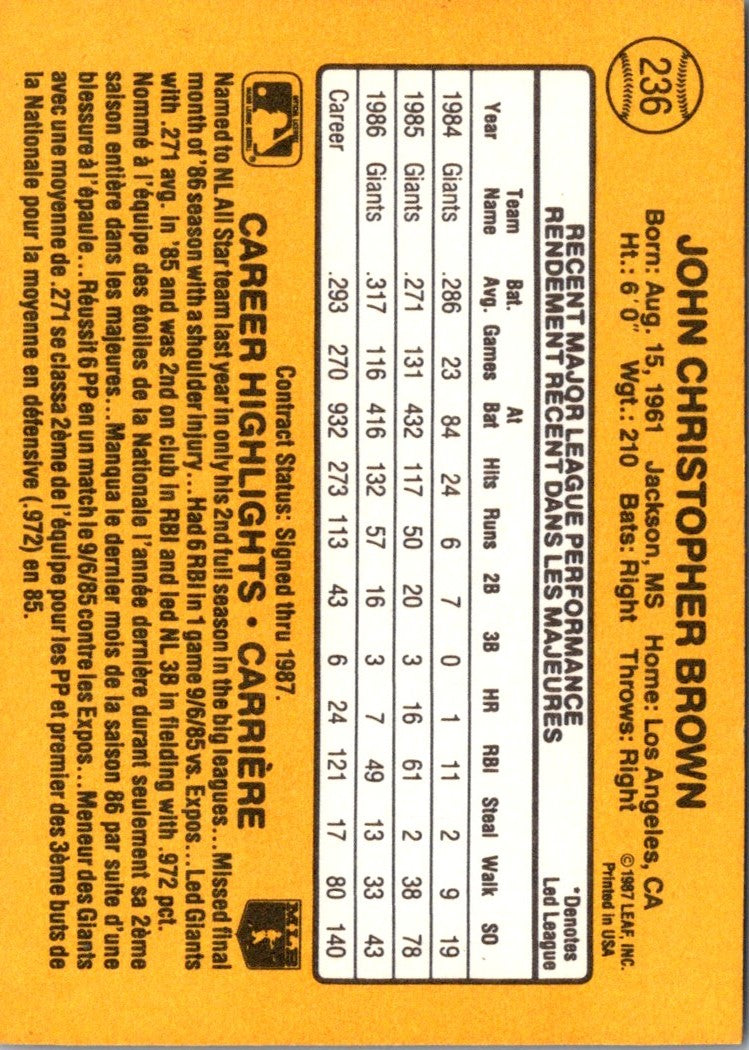 236
JOHN CHRISTOPHER BROWN
Born: Aug. 15, 1961 Jackson, MS Home: Los Angeles, CA
Ht.: 6'0" Wgt.: 210 Bats: Right Throws: Right
©1987 LEAF, INC.
Printed in USA
RECENT MAJOR LEAGUE PERFORMANCE
RENDEMENT RÉCENT DANS LES MAJEURES
*Denotes
Led League
Year Team Name Bat. Avg. Games At Bat Hits Runs 2B 3B HR RBI Steal Walk SO
1984 Giants .286 23 84 24 6 7 0 1 11 2 9 19
1985 Giants .271 131 432 117 50 20 3 16 61 2 38 78
1986 Giants .317 116 416 132 57 16 3 7 49 13 33 43
Career .293 270 932 273 113 43 6 24 121 17 80 140
Contract Status: Signed thru 1987.
CAREER HIGHLIGHTS • CARRIÈRE
MLB
Named to NL All Star team last year in only his 2nd full season in the big leagues...Missed final
month of '86 season with a shoulder injury...Had 6 RBI in 1 game 9/6/85 vs. Expos...Led Giants
with .271 avg. in '85 and was 2nd on club in RBI and led NL 3B in fielding with .972 pct.
Nommé à l'équipe des étoiles de la Nationale l'année dernière durant seulement sa 2ème
saison entière dans les majeures...Manqua le dernier mois de la saison 86 par suite d'une
blessure à l'épaule...Réussit 6 PP en un match le 9/6/85 contre les Expos...Meneur des Giants
avec une moyenne de .271 se classa 2ème de l'équipe pour les PP et premier des 3ème buts de
la Nationale pour la moyenne en défensive (.972) en 85.